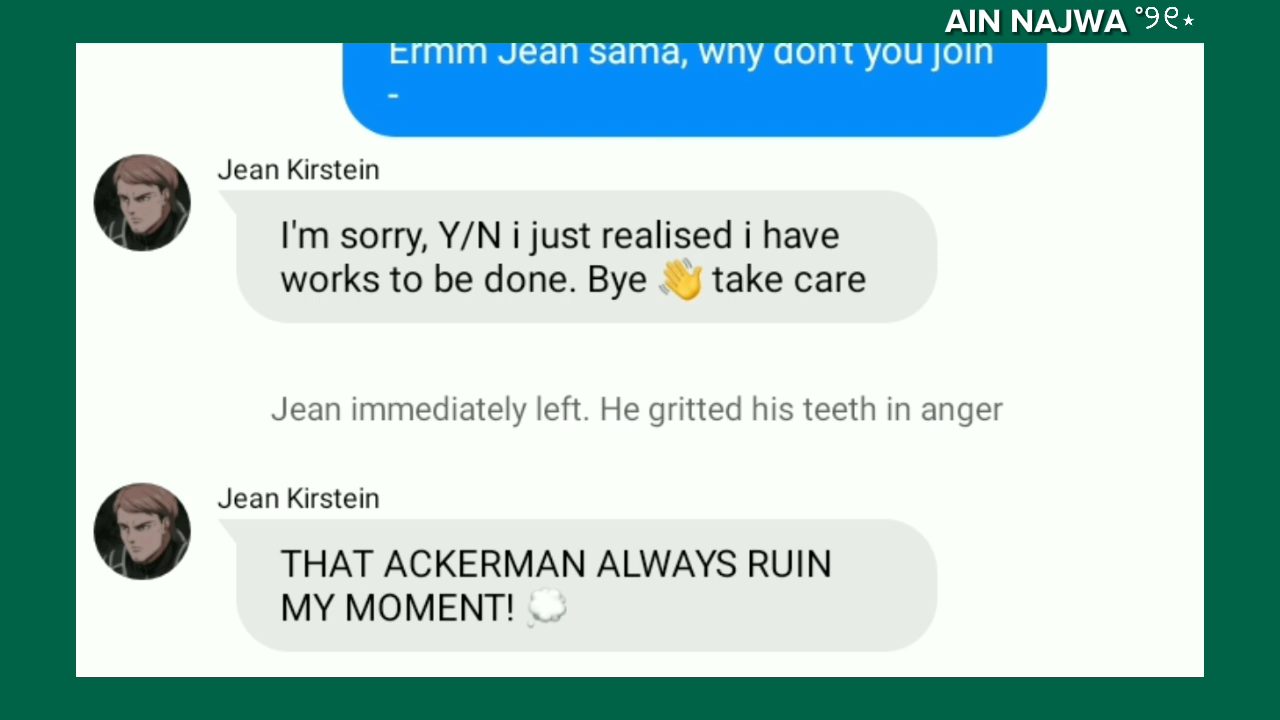 AIN NAJWA °୨୧⋆
Ermm Jean sama, why don't you join
-
Jean Kirstein
I'm sorry, Y/N i just realised i have
works to be done. Bye 👋 take care
Jean immediately left. He gritted his teeth in anger
Jean Kirstein
THAT ACKERMAN ALWAYS RUIN
MY MOMENT! 💭